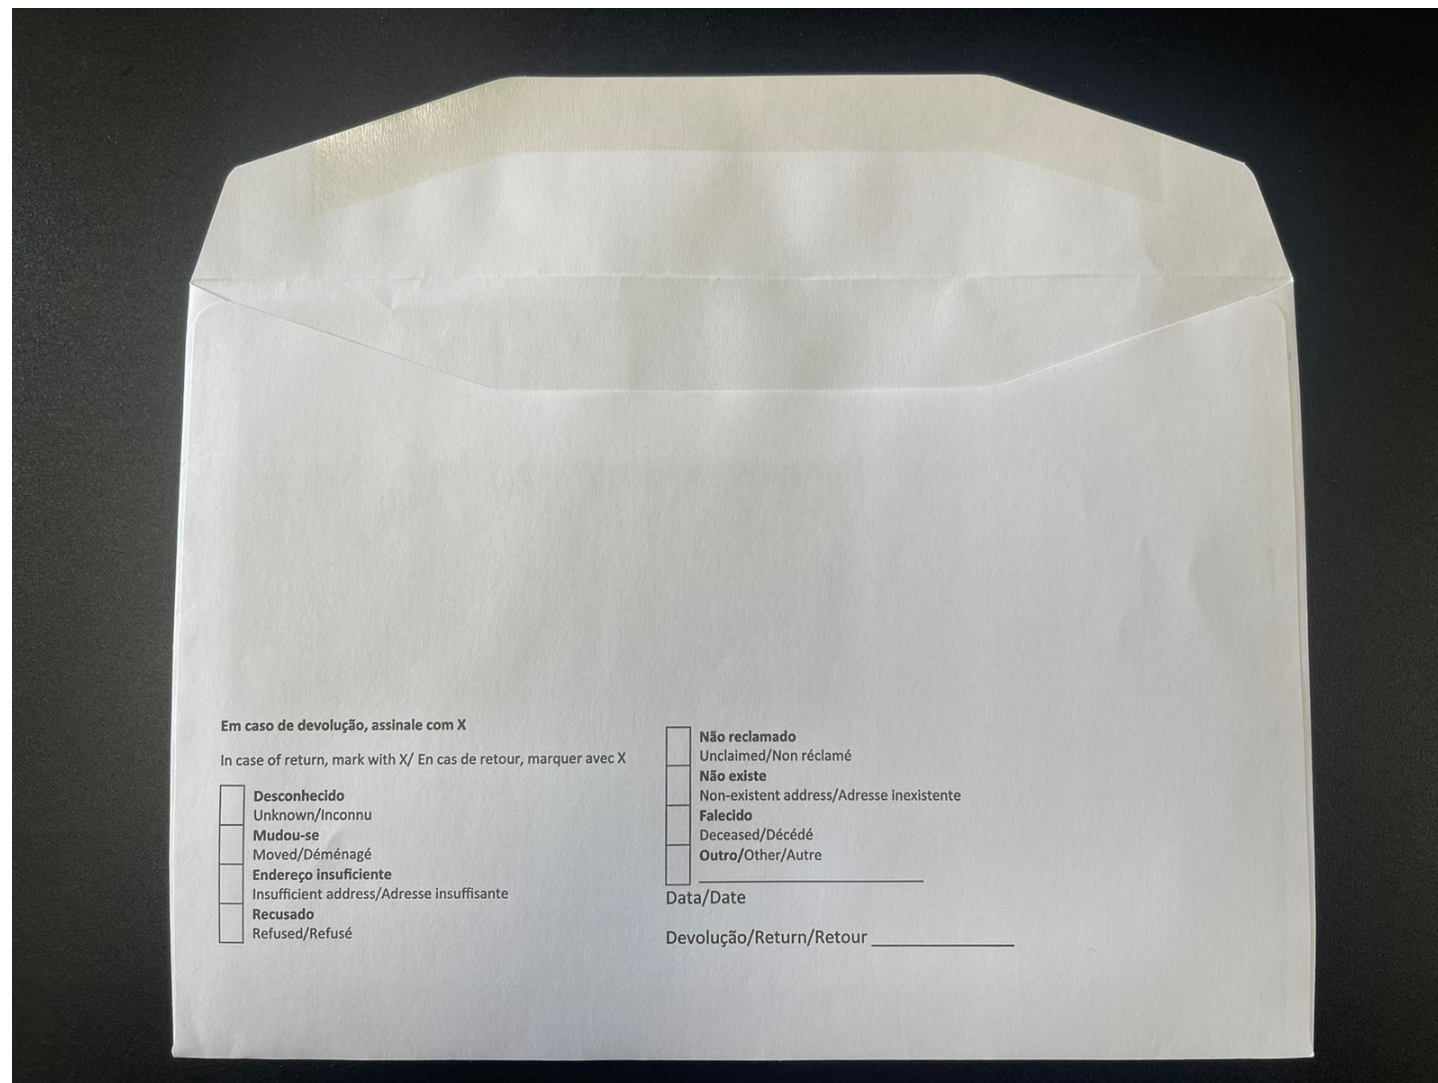 Em caso de devolução, assinale com X
In case of return, mark with X/ En cas de retour, marquer avec X
Desconhecido
Unknown/Inconnu
Mudou-se
Moved/Déménagé
Endereço insuficiente
Insufficient address/Adresse insuffisante
Recusado
Refused/Refusé
Não reclamado
Unclaimed/Non réclamé
Não existe
Non-existent address/Adresse inexistente
Falecido
Deceased/Décédé
Outro/Other/Autre
Data/Date
Devolução/Return/Retour